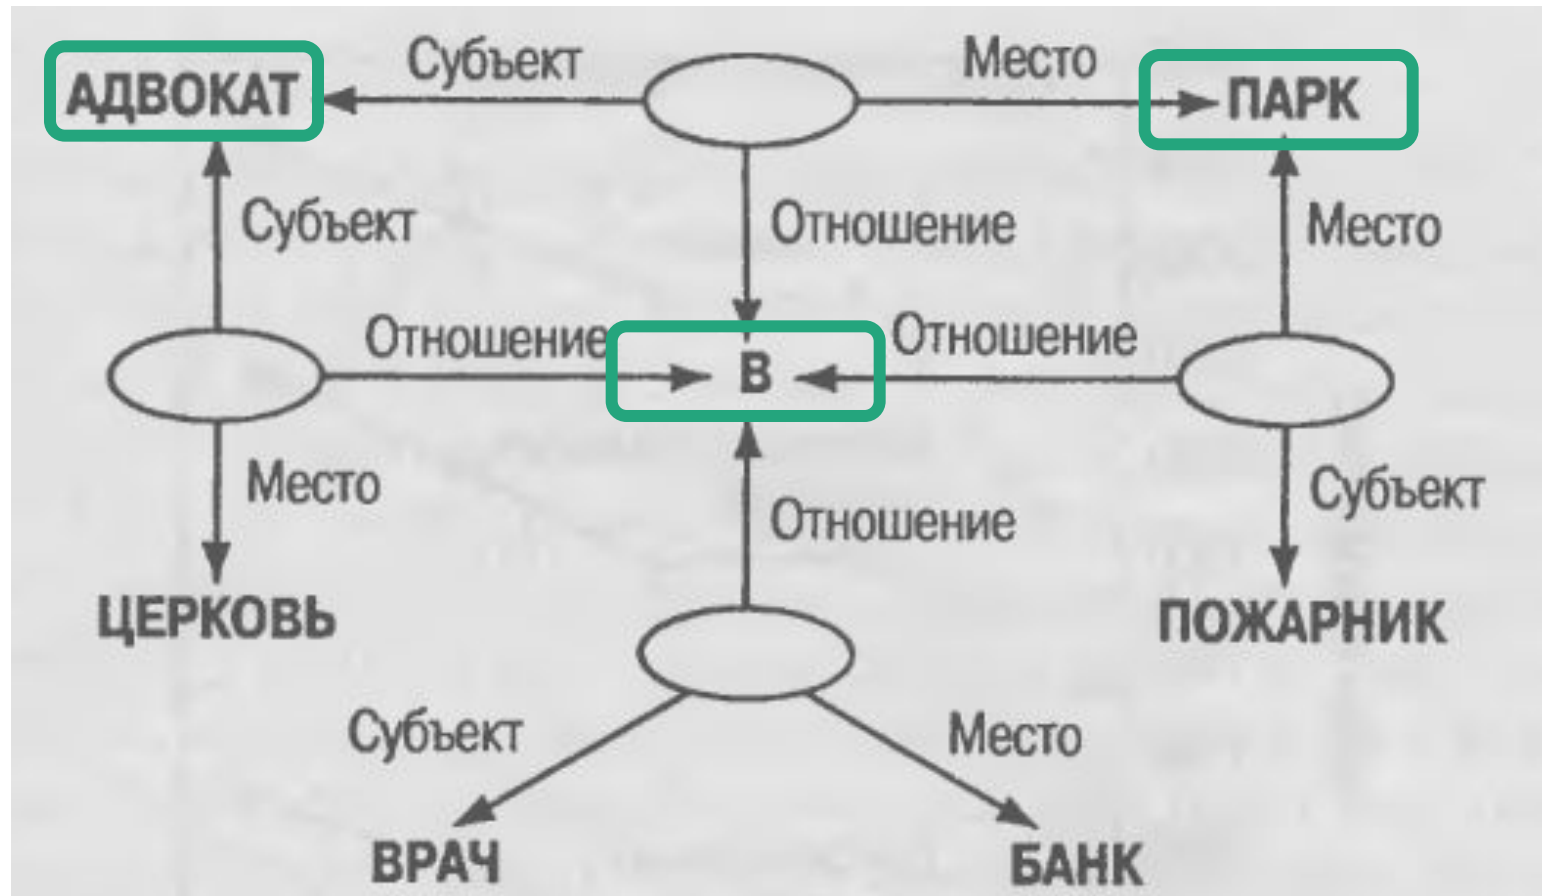 Субъект Место
АДВОКАТ ПАРК
Субъект Отношение Место
Отношение В Отношение
Место Отношение Субъект
ЦЕРКОВЬ ПОЖАРНИК
Субъект Место
ВРАЧ БАНК